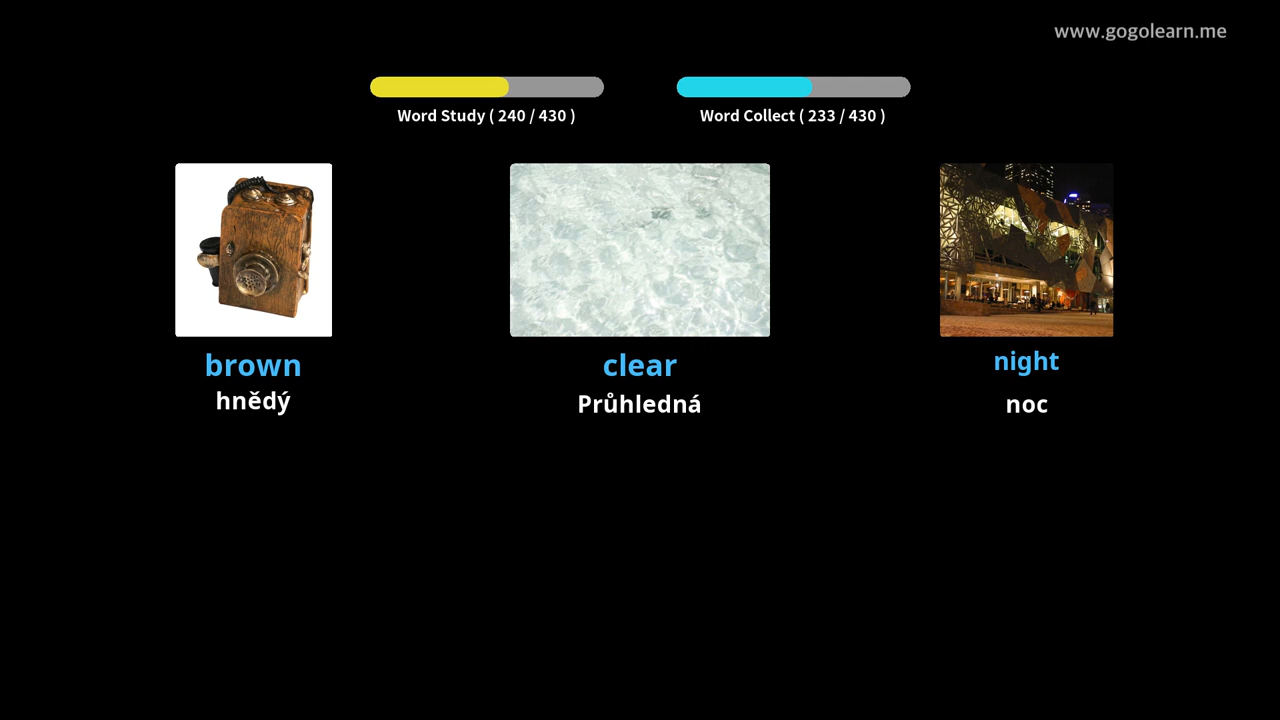 www.gogolearn.me
Word Study ( 240 / 430 )
Word Collect ( 233 / 430 )
brown
clear
night
hnědý
Průhledná
noc